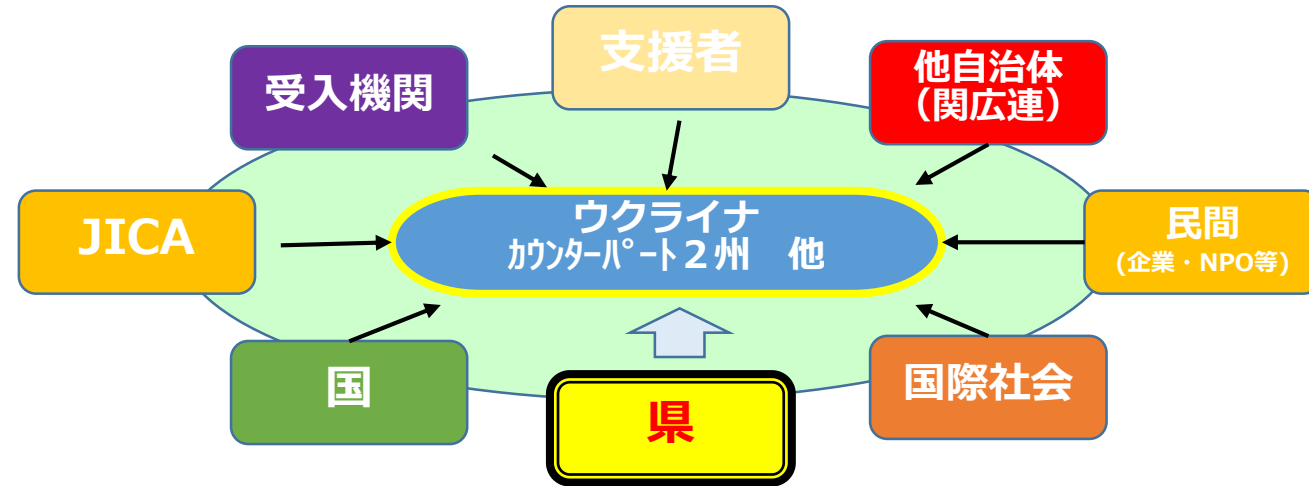 支援者
受入機関
他自治体
（関広連）
JICA
ウクライナ
ｶｳﾝﾀｰﾊﾟｰﾄ２州　他
民間
(企業・NPO等)
国
県
国際社会